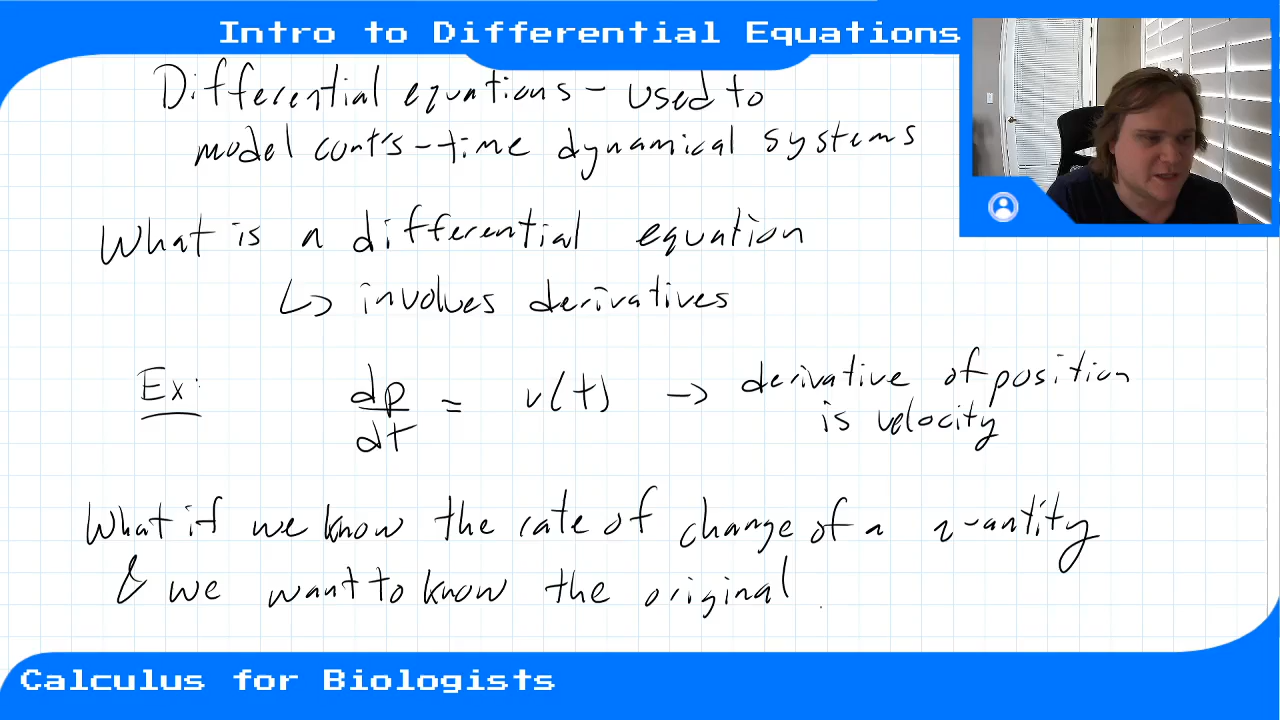 Intro to Differential Equations
Differential equations - used to
model cont's-time dynamical systems
What is a differential equation
↳ involves derivatives
Ex: dp/dt = v(t) → derivative of position
is velocity
What if we know the rate of change of a quantity
& we want to know the original
Calculus for Biologists